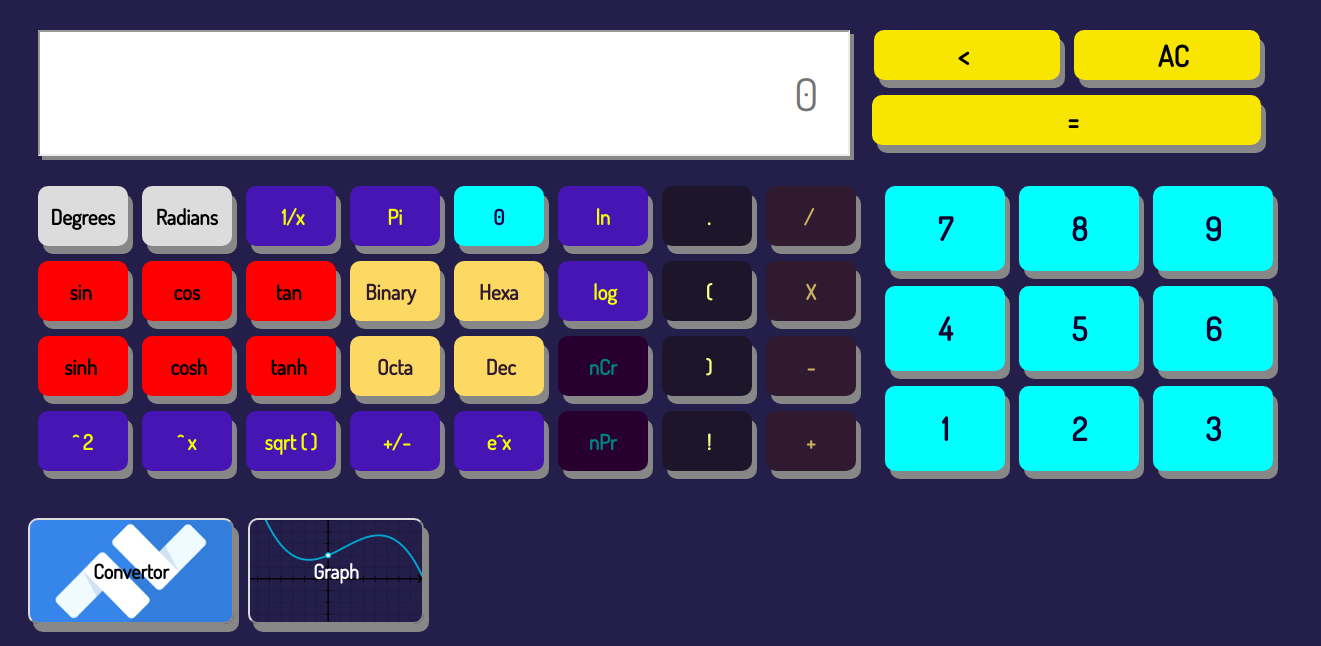 0
<
AC
=
Degrees Radians 1/x Pi 0 ln . / 7 8 9
sin cos tan Binary Hexa log ( X 4 5 6
sinh cosh tanh Octa Dec nCr ) -
^2 ^x sqrt() +/- e^x nPr ! + 1 2 3
Convertor Graph